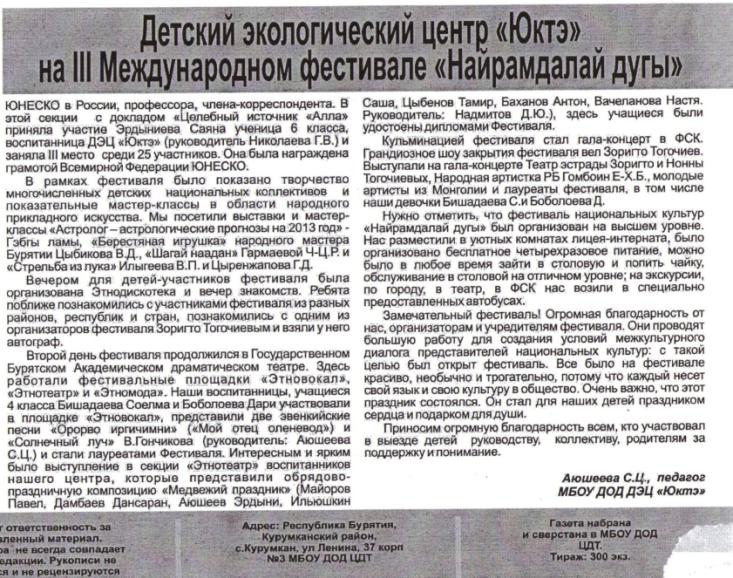 Детский экологический центр «Юктэ»
на III Международном фестивале «Найрамдалай дугы»
ЮНЕСКО в России, профессора, члена-корреспондента. В
этой секции с докладом «Целебный источник «Алла»
приняла участие Эрдыниева Саяна ученица 6 класса,
воспитанница ДЭЦ «Юктэ» (руководитель Николаева Г.В.) и
заняла III место среди 25 участников. Она была награждена
грамотой Всемирной Федерации ЮНЕСКО.
В рамках фестиваля было показано творчество
многочисленных детских национальных коллективов и
показательные мастер-классы в области народного
прикладного искусства. Мы посетили выставки и мастер-
классы «Астролог – астрологические прогнозы на 2013 год» -
Гэбгы ламы, «Берестяная игрушка» народного мастера
Бурятии Цыбикова В.Д., «Шагай наадан» Гармаевой Ч-Ц.Р. и
«Стрельба из лука» Илыгеева В.П. и Цыренжапова Г.Д.
Вечером для детей-участников фестиваля была
организована Этнодискотека и вечер знакомств. Ребята
поближе познакомились с участниками фестиваля из разных
районов, республик и стран, познакомились с одним из
организаторов фестиваля Зоригто Тогочиевым и взяли у него
автограф.
Второй день фестиваля продолжился в Государственном
Бурятском Академическом драматическом театре. Здесь
работали фестивальные площадки «Этновокал»,
«Этнотеатр» и «Этномода». Наши воспитанницы, учащиеся
4 класса Бишадаева Соелма и Боболоева Дари участвовали
в площадке «Этновокал», представили две эвенкийские
песни «Орорво иргичимни» («Мой отец оленевод») и
«Солнечный луч» В.Гончикова (руководитель: Аюшеева
С.Ц.) и стали лауреатами Фестиваля. Интересным и ярким
было выступление в секции «Этнотеатр» воспитанников
нашего центра, которые представили обрядово-
праздничную композицию «Медвежий праздник» (Майоров
Павел, Дамбаев Дансаран, Аюшеев Эрдыни, Ильюшкин
Саша, Цыбенов Тамир, Баханов Антон, Вачеланова Настя.
Руководитель: Надмитов Д.Ю.), здесь учащиеся были
удостоены дипломами Фестиваля.
Кульминацией фестиваля стал гала-концерт в ФСК.
Грандиозное шоу закрытия фестиваля вел Зоригто Тогочиев.
Выступали на гала-концерте Театр эстрады Зоригто и Нонны
Тогочиевых, Народная артистка РБ Гомбоин Е-Х.Б., молодые
артисты из Монголии и лауреаты фестиваля, в том числе
наши девочки Бишадаева С.и Боболоева Д.
Нужно отметить, что фестиваль национальных культур
«Найрамдалай дугы» был организован на высшем уровне.
Нас разместили в уютных комнатах лицея-интерната, было
организовано бесплатное четырехразовое питание, можно
было в любое время зайти в столовую и попить чайку,
обслуживание в столовой на отличном уровне; на экскурсии,
по городу, в театр, в ФСК нас возили в специально
предоставленных автобусах.
Замечательный фестиваль! Огромная благодарность от
нас, организаторам и учредителям фестиваля. Они проводят
большую работу для создания условий межкультурного
диалога представителей национальных культур: с такой
целью был открыт фестиваль. Все было на фестивале
красиво, необычно и трогательно, потому что каждый несет
свой язык и свою культуру в общество. Очень важно, что этот
праздник состоялся. Он стал для наших детей праздником
сердца и подарком для души.
Приносим огромную благодарность всем, кто участвовал
в выезде детей руководству, коллективу, родителям за
поддержку и понимание.
Аюшеева С.Ц., педагог
МБОУ ДОД ДЭЦ «Юктэ»
т ответственность за
вленный материал.
ра не всегда совпадает
едакции. Рукописи не
ся и не рецензируются
Адрес: Республика Бурятия,
Курумканский район,
с.Курумкан, ул Ленина, 37 корп
№3 МБОУ ДОД ЦДТ
Газета набрана
и сверстана в МБОУ ДОД
ЦДТ.
Тираж: 300 экз.